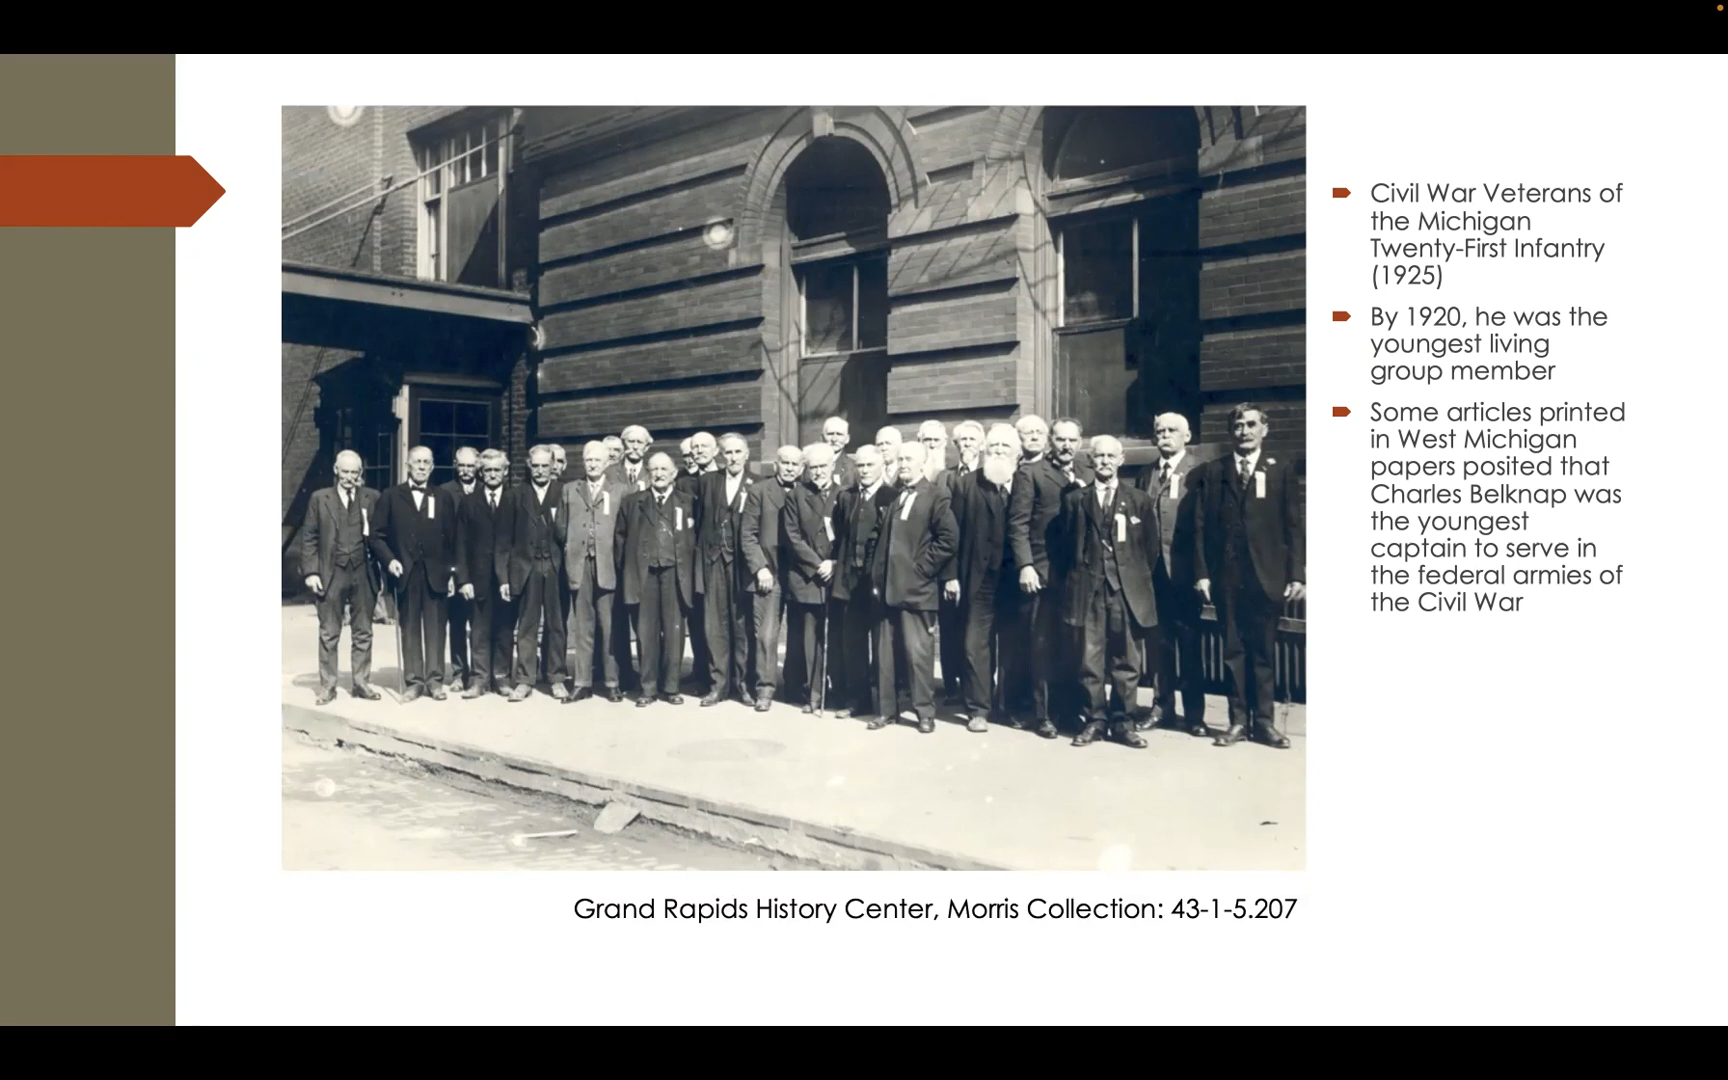 Civil War Veterans of
the Michigan
Twenty-First Infantry
(1925)
By 1920, he was the
youngest living
group member
Some articles printed
in West Michigan
papers posited that
Charles Belknap was
the youngest
captain to serve in
the federal armies of
the Civil War
Grand Rapids History Center, Morris Collection: 43-1-5.207